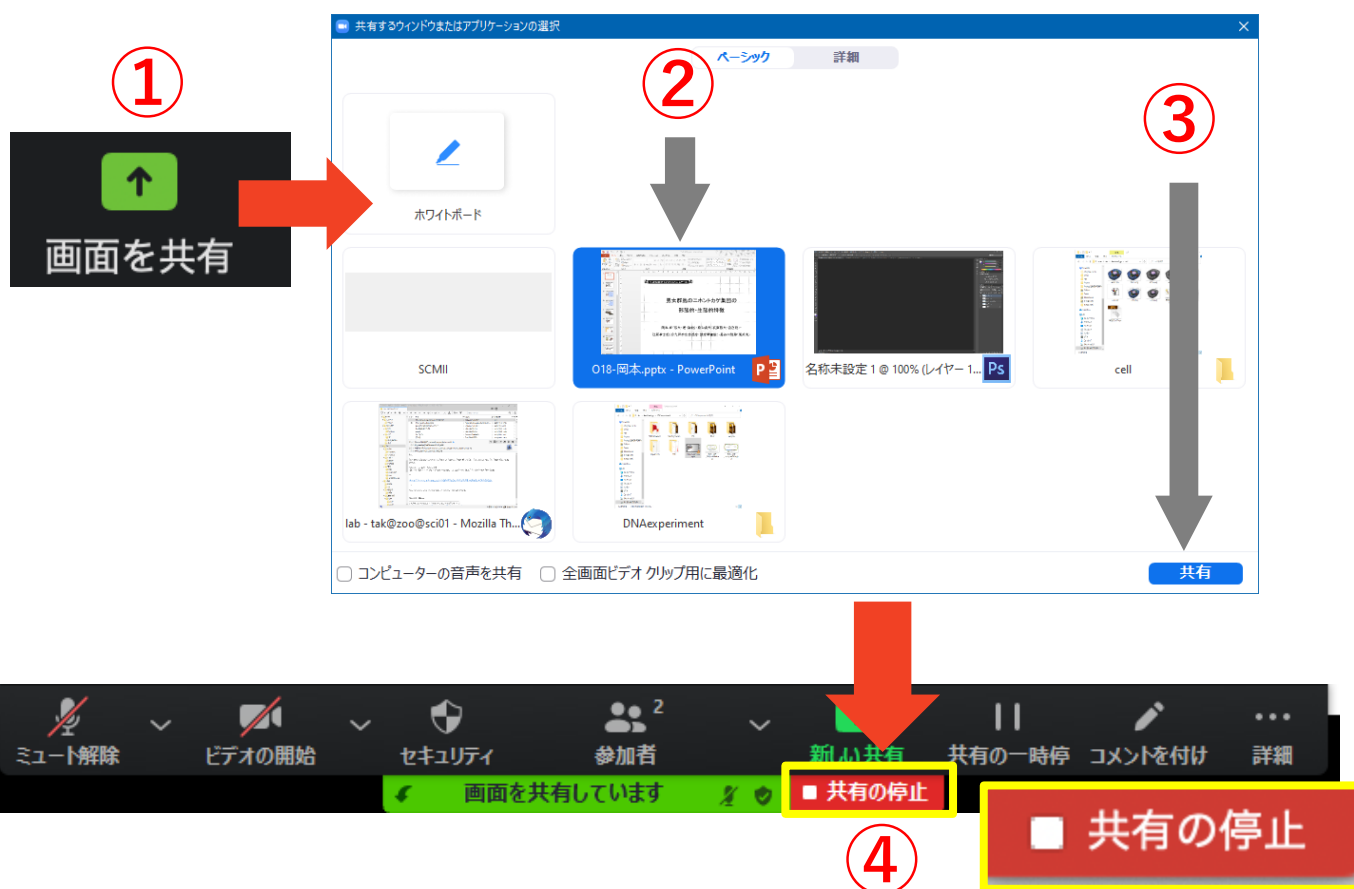 ①
画面を共有
共有するウィンドウまたはアプリケーションの選択
ベーシック 詳細
②
③
ホワイトボード
SCMII
O18-岡本.pptx - PowerPoint
名称未設定 1 @ 100% (レイヤー 1...
Ps
cell
lab - tak@zoo@sci01 - Mozilla Th...
DNAexperiment
コンピューターの音声を共有 全画面ビデオ クリップ用に最適化
共有
ミュート解除 ビデオの開始 セキュリティ 参加者 2 新しい共有 共有の一時停 コメントを付け 詳細
画面を共有しています 共有の停止
④
共有の停止